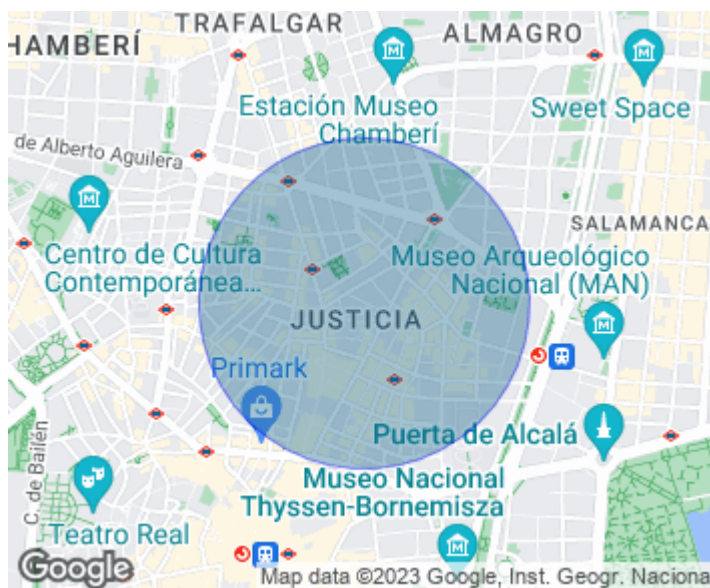 TRAFALGAR
HAMBERÍ
ALMAGRO
Estación Museo
Chamberí
Sweet Space
de Alberto Aguilera
SALAMANCA
Centro de Cultura
Contemporánea...
Museo Arqueológico
Nacional (MAN)
JUSTICIA
Primark
Puerta de Alcalá
C. de Bailén
Museo Nacional
Thyssen-Bornemisza
Teatro Real
Google
Map data ©2023 Google, Inst. Geogr. Naciona